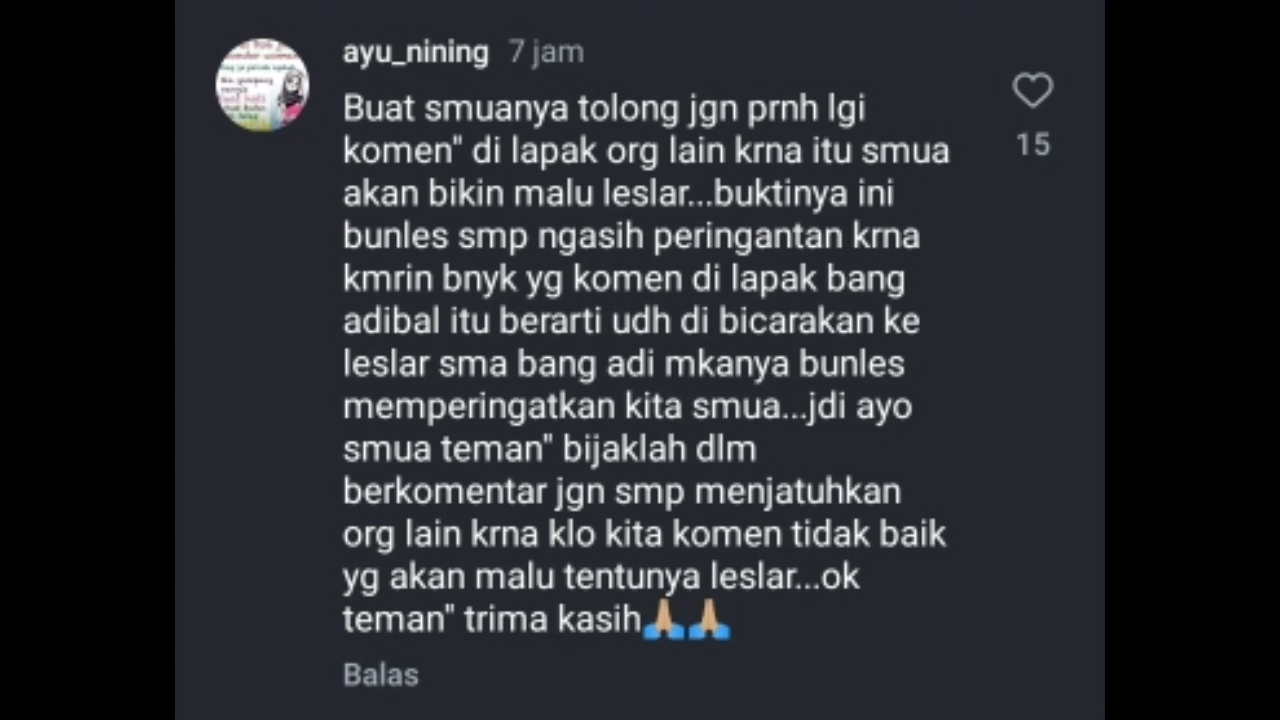 ayu_nining 7 jam
Buat smuanya tolong jgn prnh lgi
komen" di lapak org lain krna itu smua
akan bikin malu leslar...buktinya ini
bunles smp ngasih peringantan krna
kmrin bnyk yg komen di lapak bang
adibal itu berarti udh di bicarakan ke
leslar sma bang adi mkanya bunles
memperingatkan kita smua...jdi ayo
smua teman" bijaklah dlm
berkomentar jgn smp menjatuhkan
org lain krna klo kita komen tidak baik
yg akan malu tentunya leslar...ok
teman" trima kasih🙏🏼🙏🏼
15
Balas